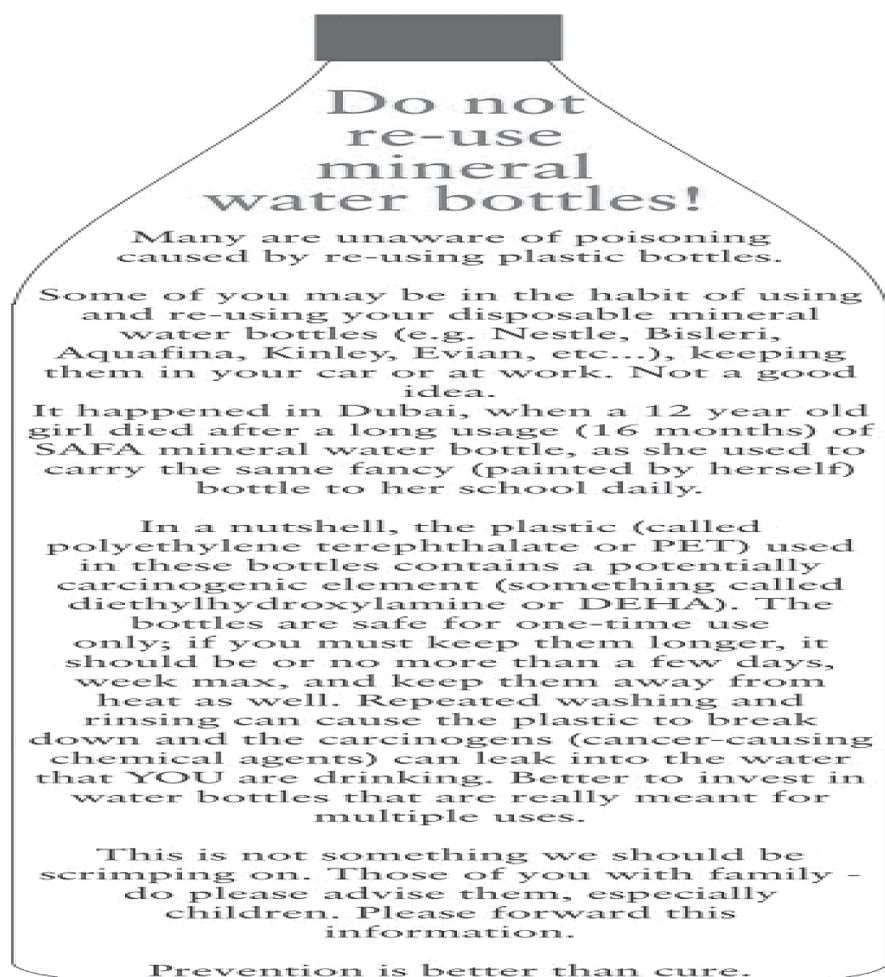 Do not
re-use
mineral
water bottles!
Many are unaware of poisoning
caused by re-using plastic bottles.
Some of you may be in the habit of using
and re-using your disposable mineral
water bottles (e.g. Nestle, Bisleri,
Aquafina, Kinley, Evian, etc...), keeping
them in your car or at work. Not a good
idea.
It happened in Dubai, when a 12 year old
girl died after a long usage (16 months) of
SAFA mineral water bottle, as she used to
carry the same fancy (painted by herself)
bottle to her school daily.
In a nutshell, the plastic (called
polyethylene terephthalate or PET) used
in these bottles contains a potentially
carcinogenic element (something called
diethylhydroxylamine or DEHA). The
bottles are safe for one-time use
only; if you must keep them longer, it
should be or no more than a few days,
week max, and keep them away from
heat as well. Repeated washing and
rinsing can cause the plastic to break
down and the carcinogens (cancer-causing
chemical agents) can leak into the water
that YOU are drinking. Better to invest in
water bottles that are really meant for
multiple uses.
This is not something we should be
scrimping on. Those of you with family -
do please advise them, especially
children. Please forward this
information.
Prevention is better than cure.